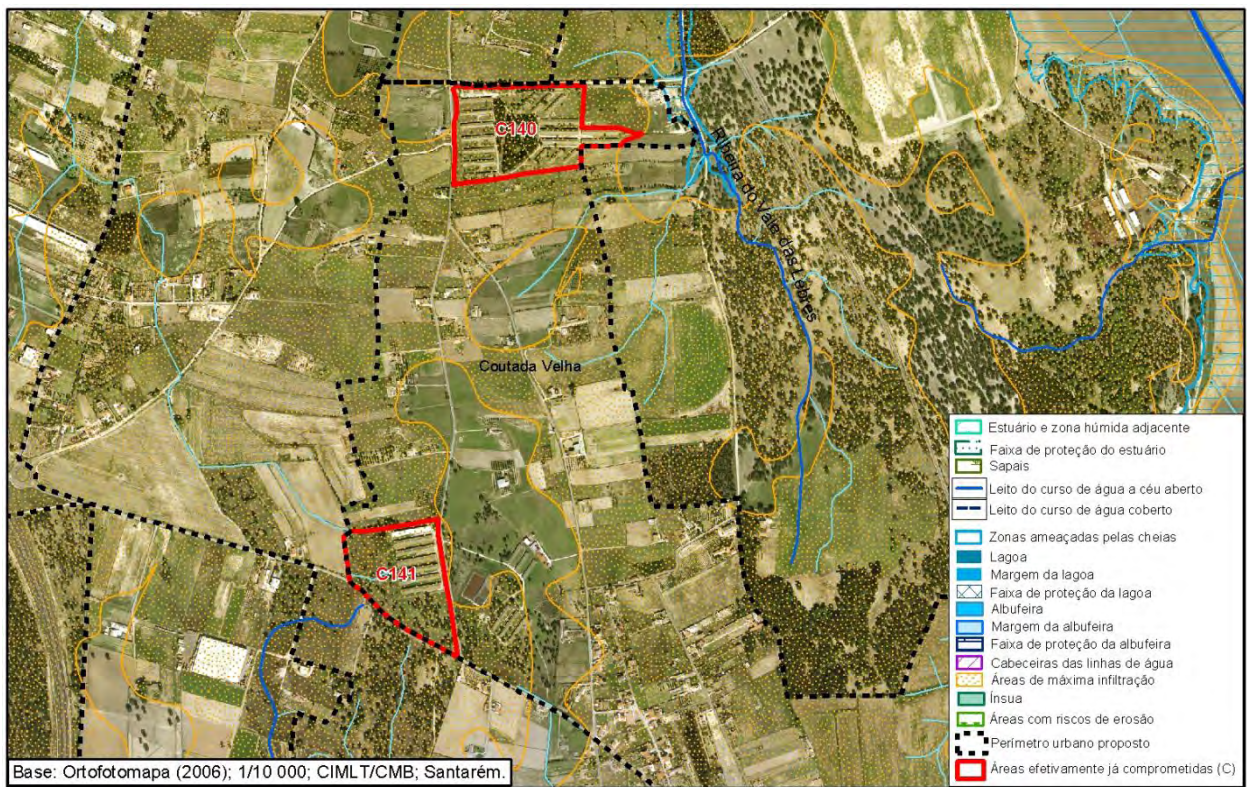 C140
Ribeira do Vale das Lebres
Coutada Velha
C141
Estuário e zona húmida adjacente
Faixa de proteção do estuário
Sapais
Leito do curso de água a céu aberto
Leito do curso de água coberto
Zonas ameaçadas pelas cheias
Lagoa
Margem da lagoa
Faixa de proteção da lagoa
Albufeira
Margem da albufeira
Faixa de proteção da albufeira
Cabeceiras das linhas de água
Áreas de máxima infiltração
Ínsua
Áreas com riscos de erosão
Perímetro urbano proposto
Áreas efetivamente já comprometidas (C)
Base: Ortofotomapa (2006); 1/10 000; CIMLT/CMB; Santarém.